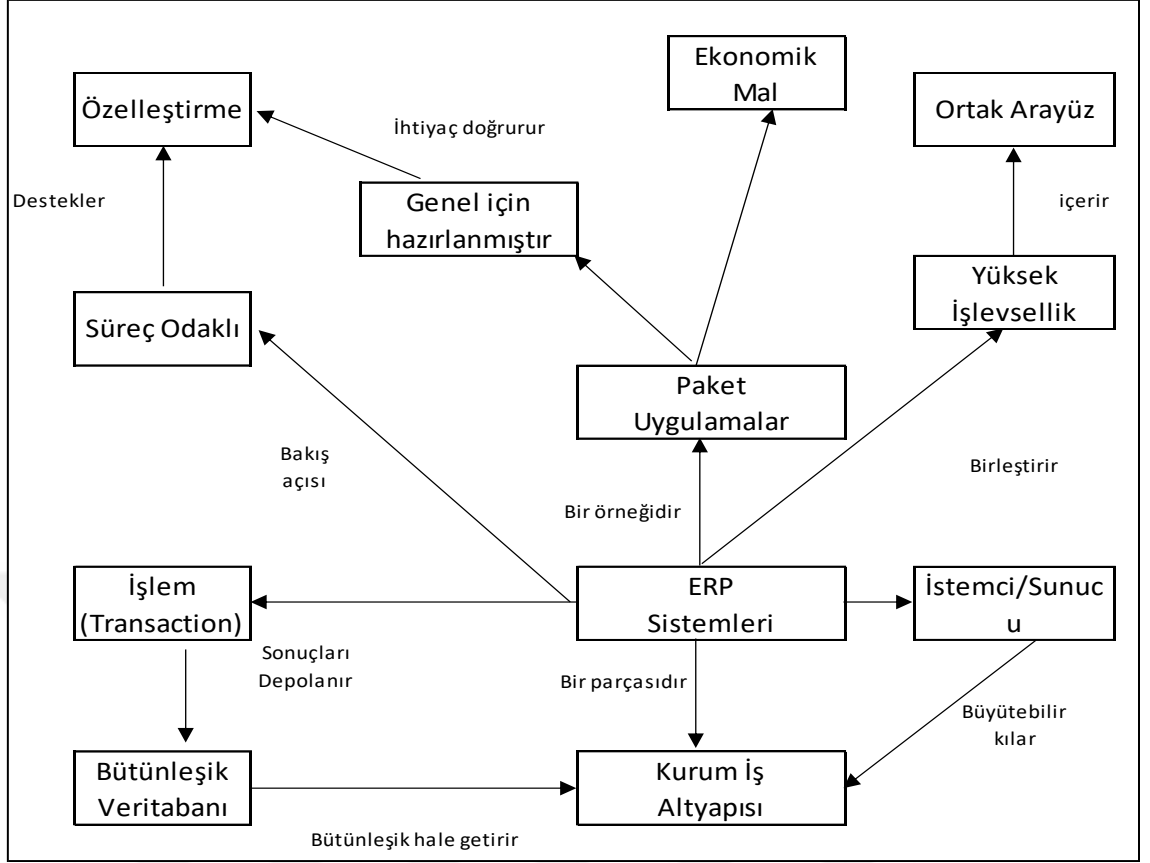 Ekonomik
Mal
Özelleştirme
Ortak Arayüz
İhtiyaç doğrurur
Destekler
Genel için
hazırlanmıştır
içerir
Yüksek
İşlevsellik
Süreç Odaklı
Paket
Uygulamalar
Bakış
açısı
Birleştirir
Bir örneğidir
İşlem
(Transaction)
ERP
Sistemleri
İstemci/Sunuc
u
Sonuçları
Depolanır
Bir parçasıdır
Büyütebilir
kılar
Bütünleşik
Veritabanı
Kurum İş
Altyapısı
Bütünleşik hale getirir